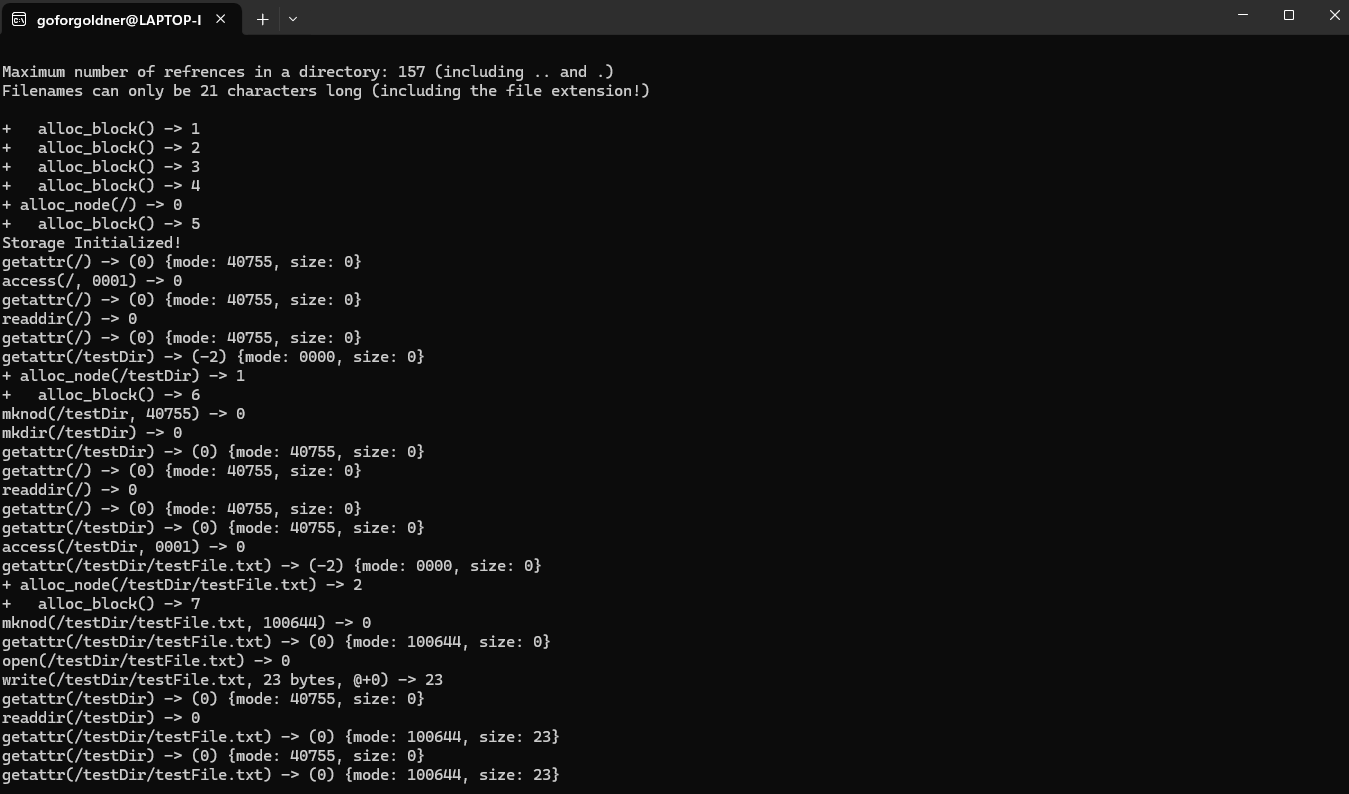 goforgoldner@LAPTOP-I
Maximum number of refrences in a directory: 157 (including .. and .)
Filenames can only be 21 characters long (including the file extension!)
+   alloc_block() -> 1
+   alloc_block() -> 2
+   alloc_block() -> 3
+   alloc_block() -> 4
+ alloc_node(/) -> 0
+   alloc_block() -> 5
Storage Initialized!
getattr(/) -> (0) {mode: 40755, size: 0}
access(/, 0001) -> 0
getattr(/) -> (0) {mode: 40755, size: 0}
readdir(/) -> 0
getattr(/) -> (0) {mode: 40755, size: 0}
getattr(/testDir) -> (-2) {mode: 0000, size: 0}
+ alloc_node(/testDir) -> 1
+   alloc_block() -> 6
mknod(/testDir, 40755) -> 0
mkdir(/testDir) -> 0
getattr(/testDir) -> (0) {mode: 40755, size: 0}
getattr(/) -> (0) {mode: 40755, size: 0}
readdir(/) -> 0
getattr(/) -> (0) {mode: 40755, size: 0}
getattr(/testDir) -> (0) {mode: 40755, size: 0}
access(/testDir, 0001) -> 0
getattr(/testDir/testFile.txt) -> (-2) {mode: 0000, size: 0}
+ alloc_node(/testDir/testFile.txt) -> 2
+   alloc_block() -> 7
mknod(/testDir/testFile.txt, 100644) -> 0
getattr(/testDir/testFile.txt) -> (0) {mode: 100644, size: 0}
open(/testDir/testFile.txt) -> 0
write(/testDir/testFile.txt, 23 bytes, @+0) -> 23
getattr(/testDir) -> (0) {mode: 40755, size: 0}
readdir(/testDir) -> 0
getattr(/testDir/testFile.txt) -> (0) {mode: 100644, size: 23}
getattr(/testDir) -> (0) {mode: 40755, size: 0}
getattr(/testDir/testFile.txt) -> (0) {mode: 100644, size: 23}